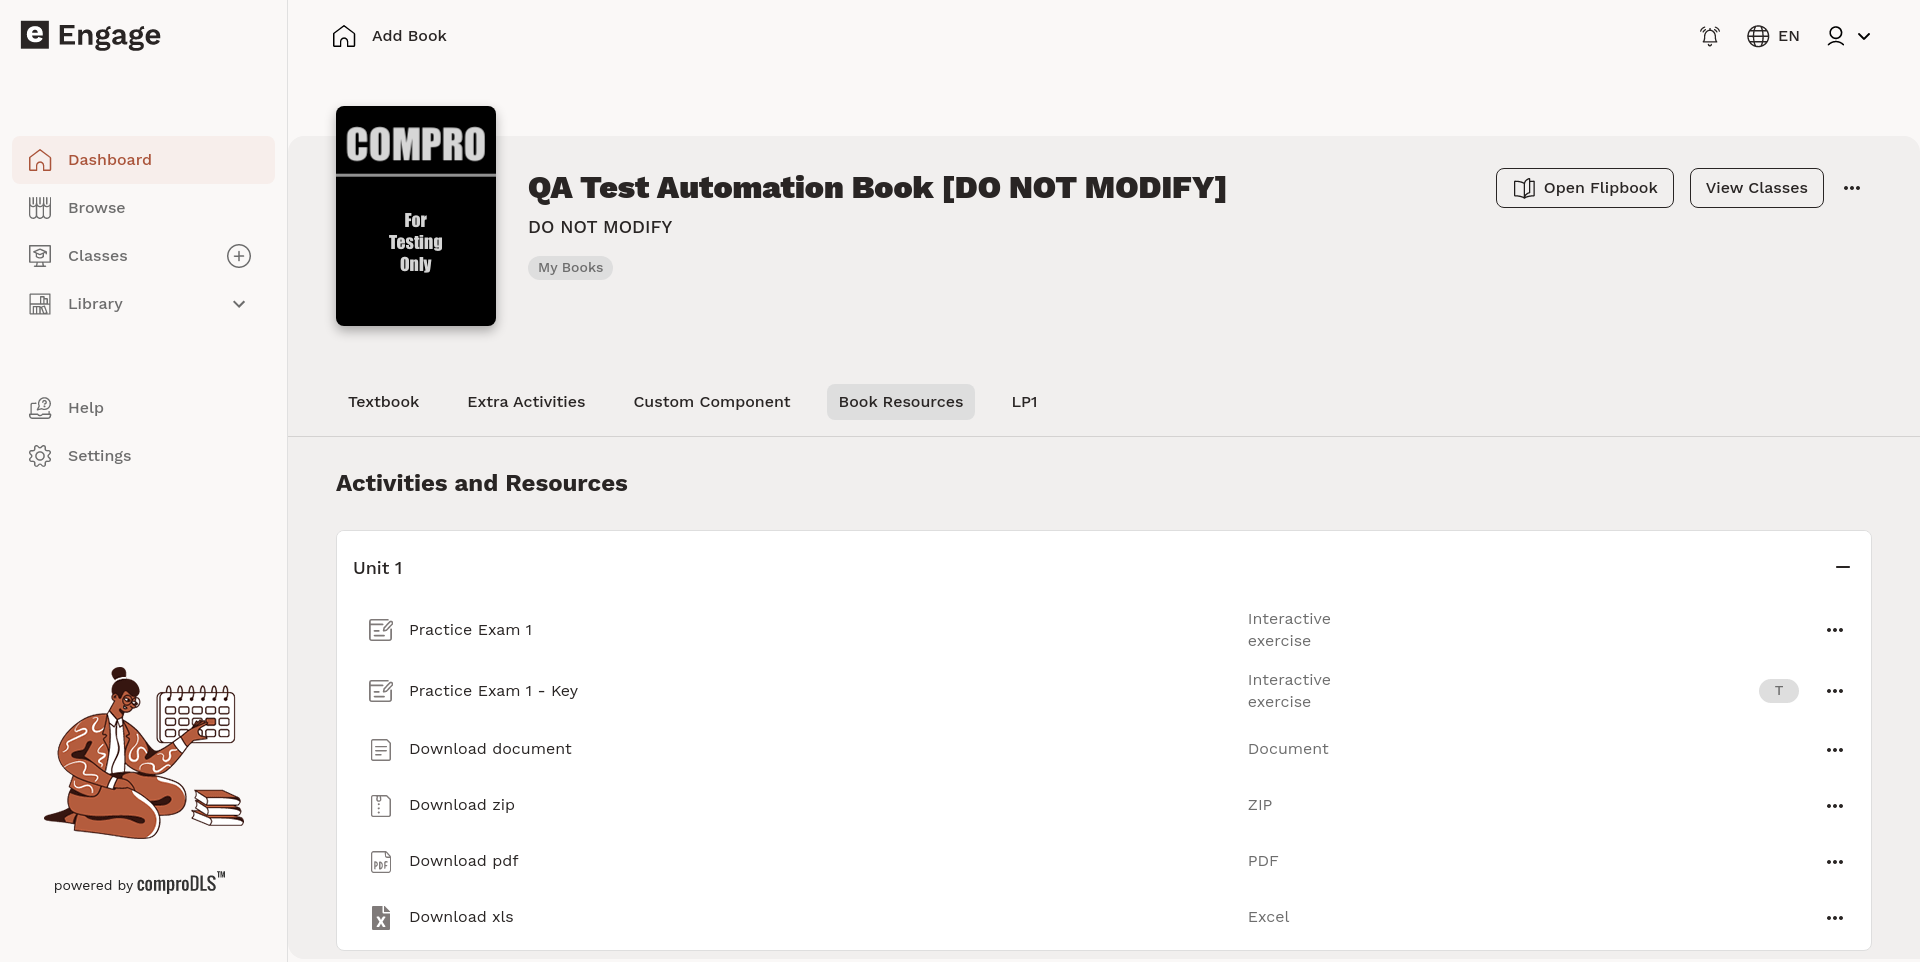 e Engage
Add Book
EN
Dashboard
Browse
Classes
Library
Help
Settings
powered by comproDLS™
COMPRO
For
Testing
Only
QA Test Automation Book [DO NOT MODIFY]
DO NOT MODIFY
My Books
Open Flipbook
View Classes
Textbook
Extra Activities
Custom Component
Book Resources
LP1
Activities and Resources
Unit 1
Practice Exam 1
Interactive
exercise
Practice Exam 1 - Key
Interactive
exercise
T
Download document
Document
Download zip
ZIP
PDF
Download pdf
PDF
X
Download xls
Excel